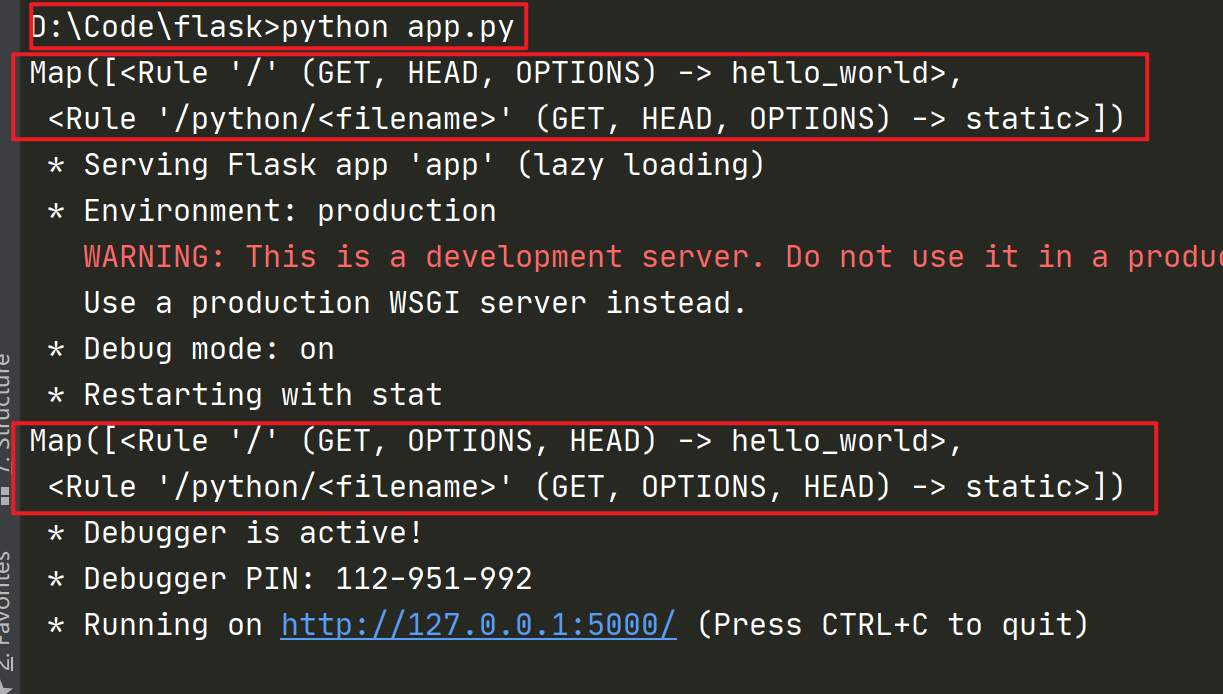 D:\Code\flask>python app.py
Map([<Rule '/' (GET, HEAD, OPTIONS) -> hello_world>,
 <Rule '/python/<filename>' (GET, HEAD, OPTIONS) -> static>])
 * Serving Flask app 'app' (lazy loading)
 * Environment: production
   WARNING: This is a development server. Do not use it in a produc
   Use a production WSGI server instead.
 * Debug mode: on
 * Restarting with stat
Map([<Rule '/' (GET, OPTIONS, HEAD) -> hello_world>,
 <Rule '/python/<filename>' (GET, OPTIONS, HEAD) -> static>])
 * Debugger is active!
 * Debugger PIN: 112-951-992
 * Running on http://127.0.0.1:5000/ (Press CTRL+C to quit)
7: Structure
2: Favorites